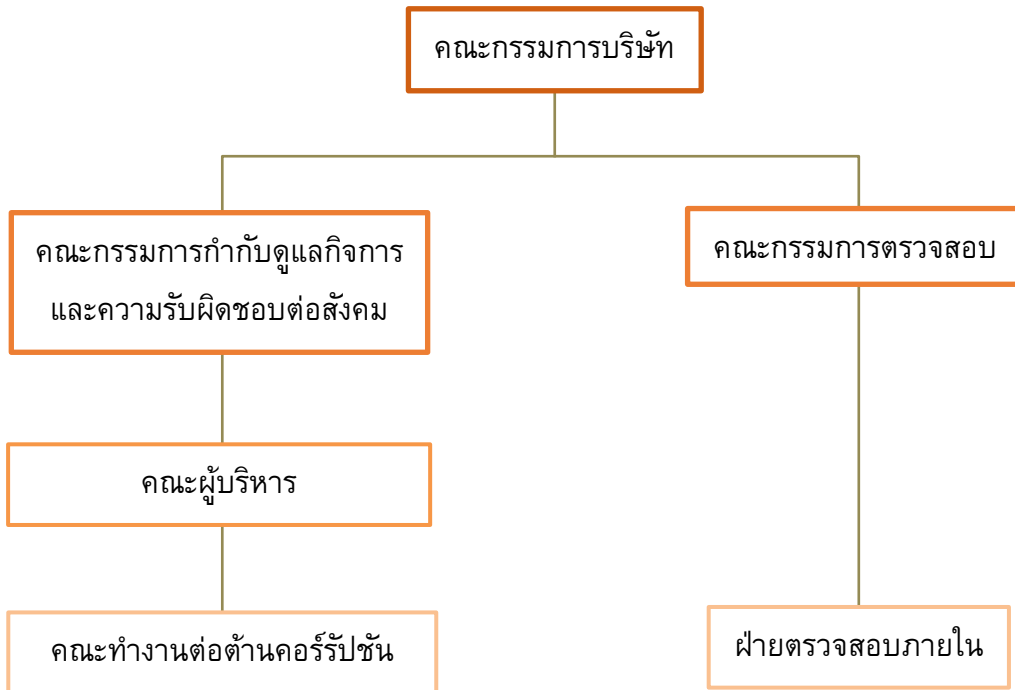 คณะกรรมการบริษัท
คณะกรรมการกำกับดูแลกิจการ
และความรับผิดชอบต่อสังคม
คณะกรรมการตรวจสอบ
คณะผู้บริหาร
คณะทำงานต่อต้านคอร์รัปชัน
ฝ่ายตรวจสอบภายใน